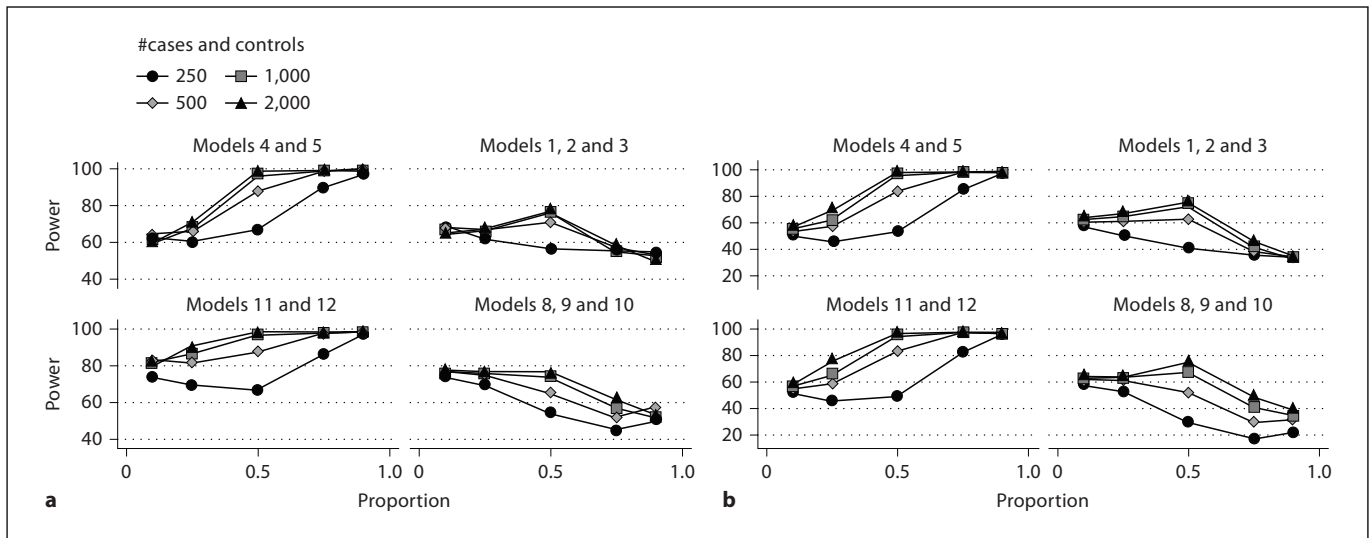 #cases and controls
250
1,000
500
2,000
Models 4 and 5
Models 1, 2 and 3
Power
100
80
60
40
Models 11 and 12
Models 8, 9 and 10
Power
100
80
60
40
0
0.5
1.0
0
0.5
1.0
Proportion
a
Models 4 and 5
Models 1, 2 and 3
Power
100
80
60
40
20
Models 11 and 12
Models 8, 9 and 10
Power
100
80
60
40
20
0
0.5
1.0
0
0.5
1.0
Proportion
b